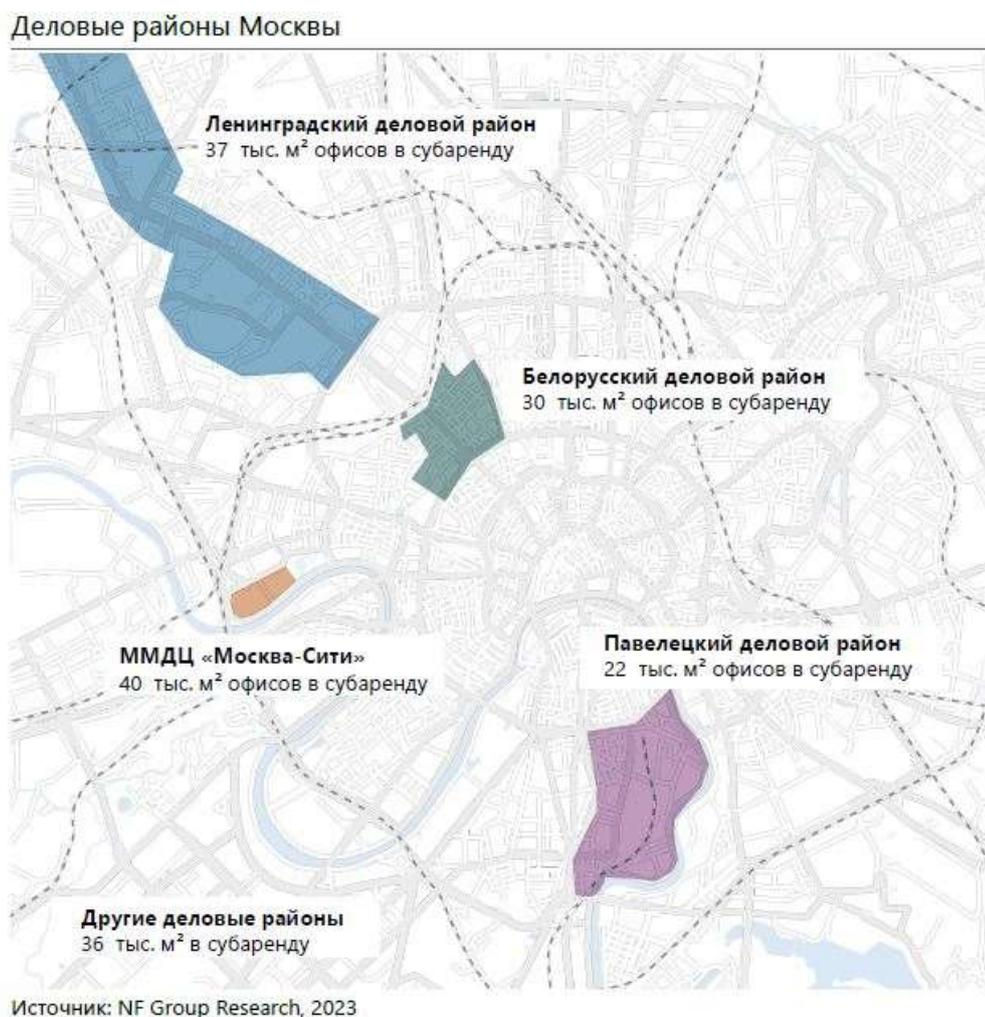 Деловые районы Москвы
Ленинградский деловой район
37 тыс. м² офисов в субаренду
Белорусский деловой район
30 тыс. м² офисов в субаренду
ММДЦ «Москва-Сити»
40 тыс. м² офисов в субаренду
Павелецкий деловой район
22 тыс. м² офисов в субаренду
Другие деловые районы
36 тыс. м² в субаренду
Источник: NF Group Research, 2023